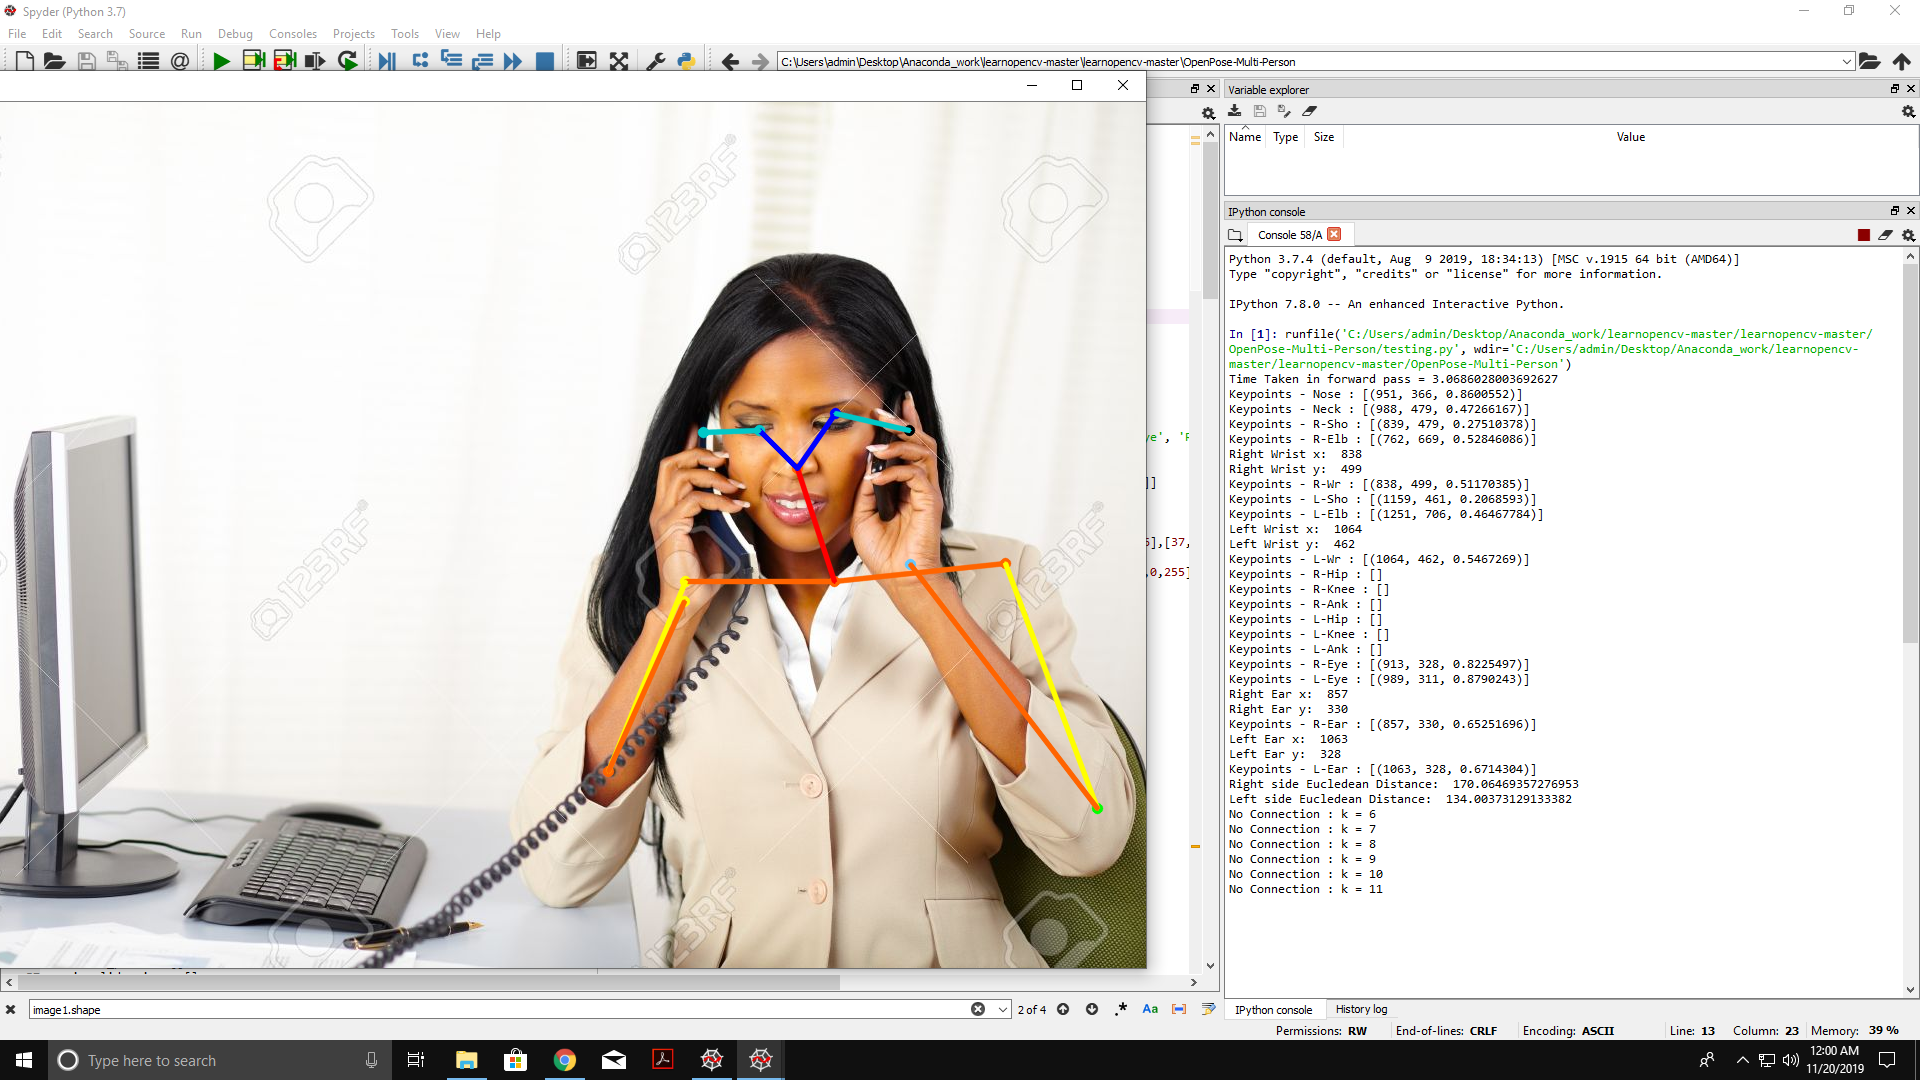 Spyder (Python 3.7)
File Edit Search Source Run Debug Consoles Projects Tools View Help
C:\Users\admin\Desktop\Anaconda_work\learnopencv-master\learnopencv-master\OpenPose-Multi-Person
Variable explorer
Name Type Size Value
IPython console
Console 58/A
Python 3.7.4 (default, Aug  9 2019, 18:34:13) [MSC v.1915 64 bit (AMD64)]
Type "copyright", "credits" or "license" for more information.
IPython 7.8.0 -- An enhanced Interactive Python.
In [1]: runfile('C:/Users/admin/Desktop/Anaconda_work/learnopencv-master/learnopencv-master/
OpenPose-Multi-Person/testing.py', wdir='C:/Users/admin/Desktop/Anaconda_work/learnopencv-
master/learnopencv-master/OpenPose-Multi-Person')
Time Taken in forward pass = 3.0686028003692627
Keypoints - Nose : [(951, 366, 0.8600552)]
Keypoints - Neck : [(988, 479, 0.47266167)]
Keypoints - R-Sho : [(839, 479, 0.27510378)]
Keypoints - R-Elb : [(762, 669, 0.52846086)]
Right Wrist x:  838
Right Wrist y:  499
Keypoints - R-Wr : [(838, 499, 0.51170385)]
Keypoints - L-Sho : [(1159, 461, 0.2068593)]
Keypoints - L-Elb : [(1251, 706, 0.46467784)]
Left Wrist x:  1064
Left Wrist y:  462
Keypoints - L-Wr : [(1064, 462, 0.5467269)]
Keypoints - R-Hip : []
Keypoints - R-Knee : []
Keypoints - R-Ank : []
Keypoints - L-Hip : []
Keypoints - L-Knee : []
Keypoints - L-Ank : []
Keypoints - R-Eye : [(913, 328, 0.8225497)]
Keypoints - L-Eye : [(989, 311, 0.8790243)]
Right Ear x:  857
Right Ear y:  330
Keypoints - R-Ear : [(857, 330, 0.65251696)]
Left Ear x:  1063
Left Ear y:  328
Keypoints - L-Ear : [(1063, 328, 0.6714304)]
Right side Eucledean Distance:  170.06469357276953
Left side Eucledean Distance:  134.00373129133382
No Connection : k = 6
No Connection : k = 7
No Connection : k = 8
No Connection : k = 9
No Connection : k = 10
No Connection : k = 11
123RF
123RF
123RF
123RF
123RF
]]
],[37,
,0,255]
image1.shape
2 of 4
Aa
IPython console History log
Permissions: RW End-of-lines: CRLF Encoding: ASCII Line: 13 Column: 23 Memory: 39 %
Type here to search
12:00 AM
11/20/2019